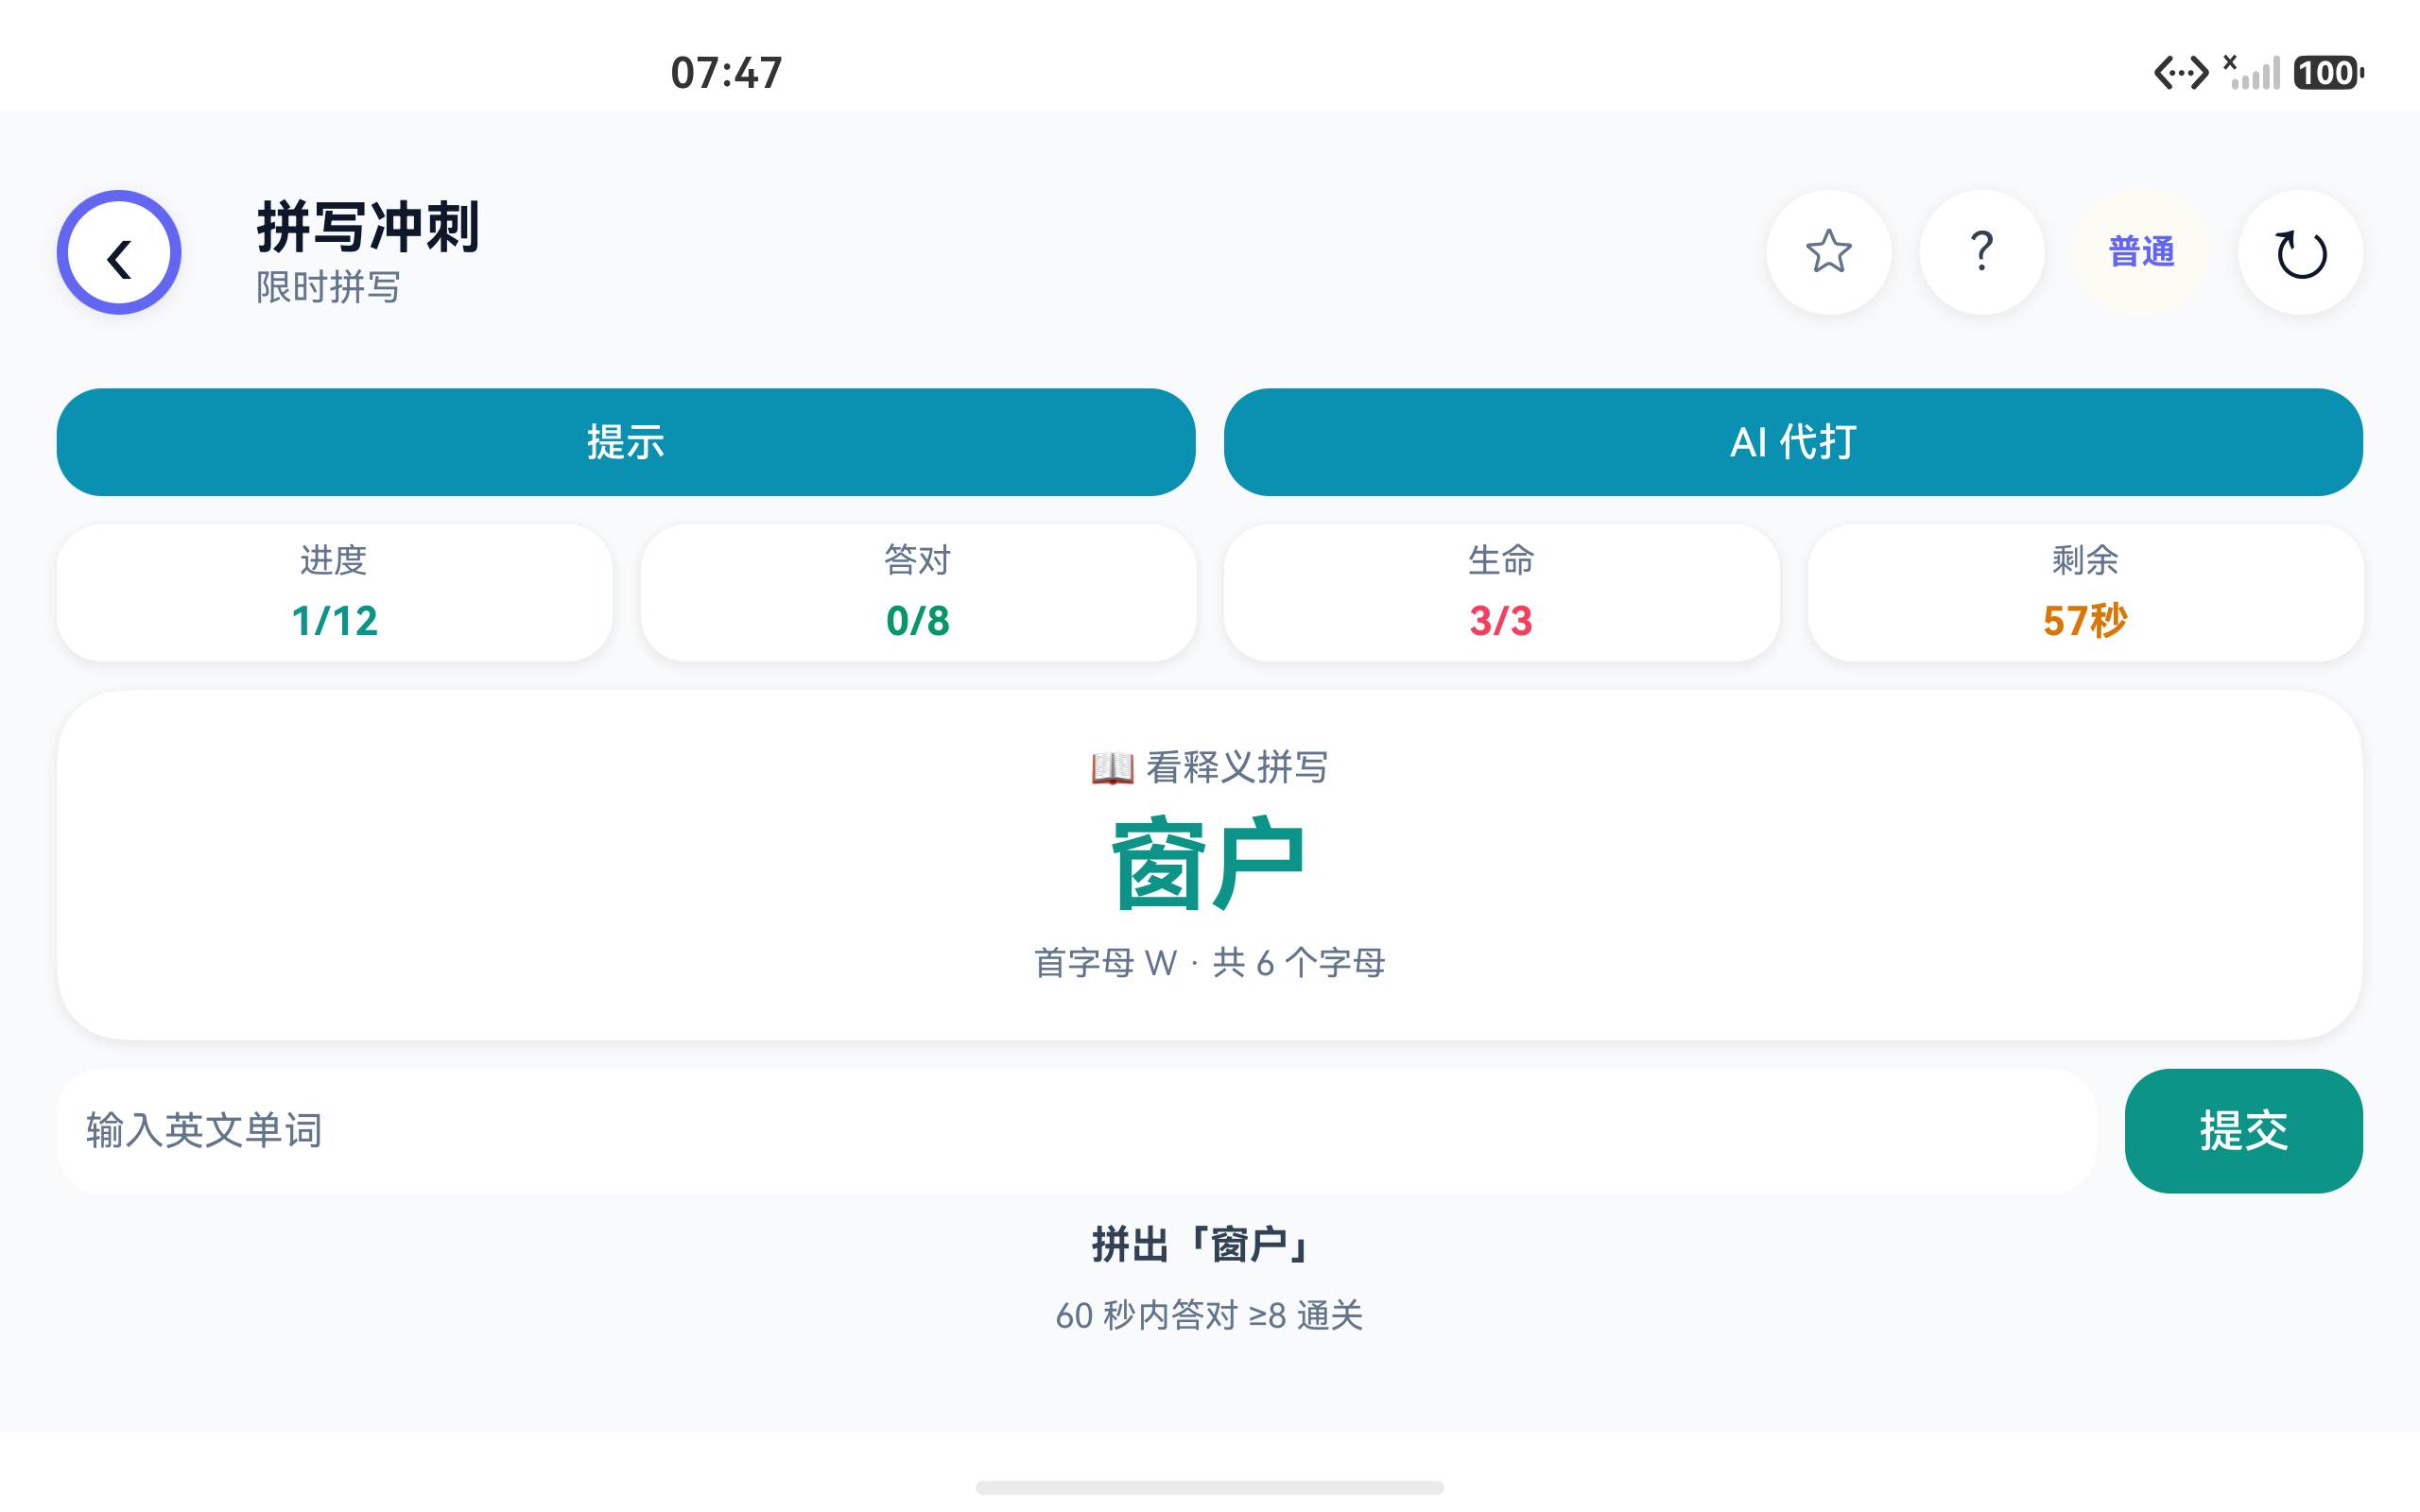 07:47
100
拼写冲刺
限时拼写
?
普通
提示
AI 代打
进度
1/12
答对
0/8
生命
3/3
剩余
57秒
📖 看释义拼写
窗户
首字母 W · 共 6 个字母
输入英文单词
提交
拼出「窗户」
60 秒内答对 ≥8 通关